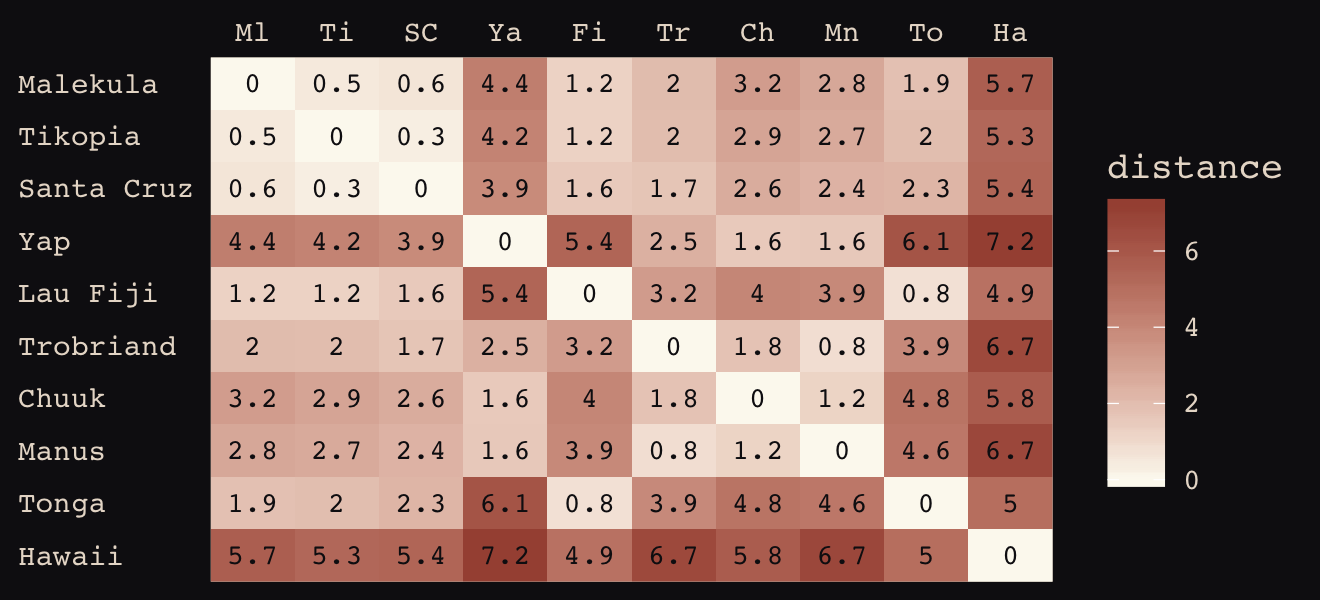 Ml Ti SC Ya Fi Tr Ch Mn To Ha
Malekula 0 0.5 0.6 4.4 1.2 2 3.2 2.8 1.9 5.7
Tikopia 0.5 0 0.3 4.2 1.2 2 2.9 2.7 2 5.3
Santa Cruz 0.6 0.3 0 3.9 1.6 1.7 2.6 2.4 2.3 5.4
Yap 4.4 4.2 3.9 0 5.4 2.5 1.6 1.6 6.1 7.2
Lau Fiji 1.2 1.2 1.6 5.4 0 3.2 4 3.9 0.8 4.9
Trobriand 2 2 1.7 2.5 3.2 0 1.8 0.8 3.9 6.7
Chuuk 3.2 2.9 2.6 1.6 4 1.8 0 1.2 4.8 5.8
Manus 2.8 2.7 2.4 1.6 3.9 0.8 1.2 0 4.6 6.7
Tonga 1.9 2 2.3 6.1 0.8 3.9 4.8 4.6 0 5
Hawaii 5.7 5.3 5.4 7.2 4.9 6.7 5.8 6.7 5 0
distance
6
4
2
0